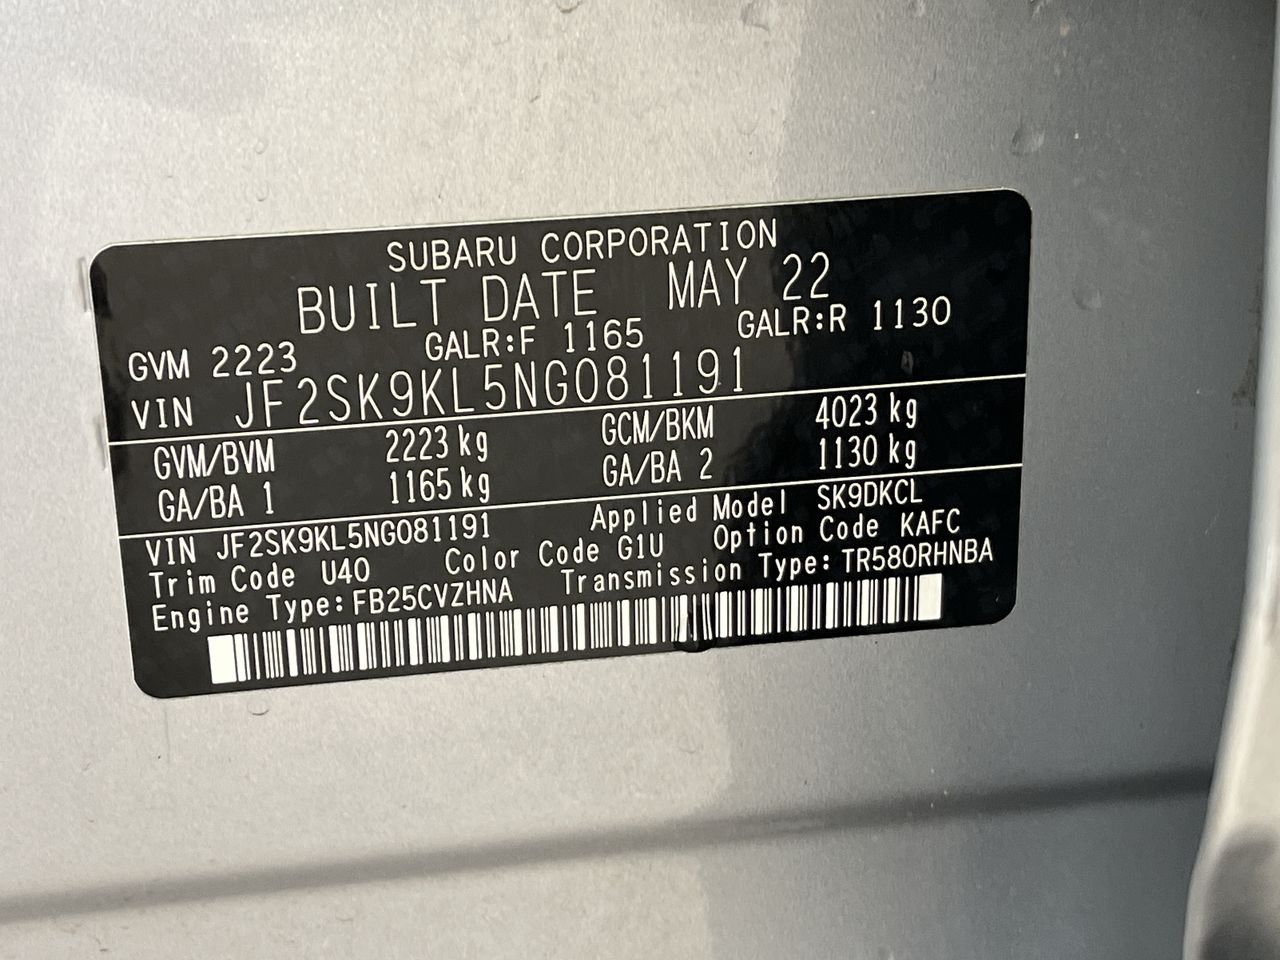 SUBARU CORPORATION
BUILT DATE MAY 22
GVM 2223 GALR:F 1165 GALR:R 1130
VIN JF2SK9KL5NG081191
GVM/BVM 2223 kg GCM/BKM 4023 kg
GA/BA 1 1165 kg GA/BA 2 1130 kg
VIN JF2SK9KL5NG081191 Applied Model SK9DKCL
Trim Code U40 Color Code G1U Option Code KAFC
Engine Type: FB25CVZHNA Transmission Type: TR580RHNBA